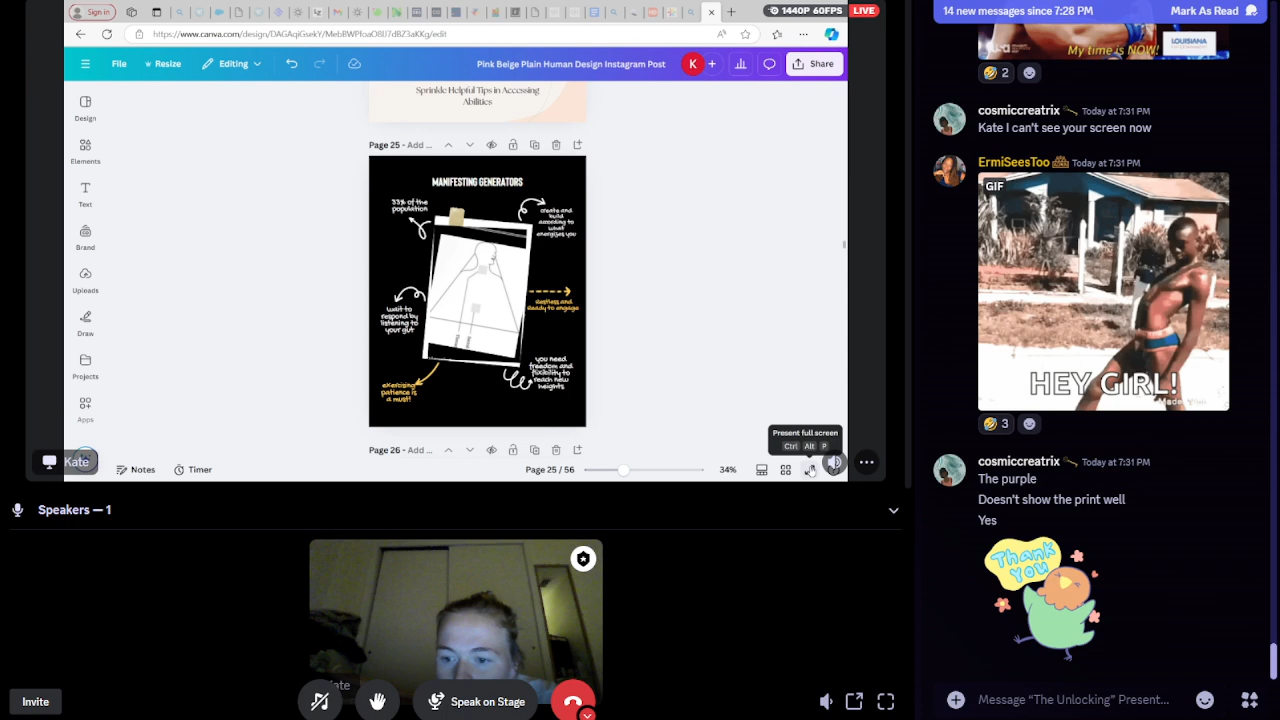 Sign in
1440P 60FPS
LIVE
https://www.canva.com/design/DAGAqiGsekY/MebBWPfoaO8IJ7dBZ3aKKg/edit
File
Resize
Editing
Pink Beige Plain Human Design Instagram Post
K
Share
Design
Elements
Text
Brand
Uploads
Draw
Projects
Apps
Sprinkle Helpful Tips in Accessing
Abilities
Page 25 - Add ...
MANIFESTING GENERATORS
33% of the
population
create and
build
according to
what
energises you
wait to
respond by
listening to
your gut
restless and
ready to engage
you need
freedom and
flexibility to
reach new
heights
exercising
patience is
a must!
Page 26 - Add ...
Present full screen
Ctrl Alt P
Kate
Notes
Timer
Page 25 / 56
34%
Speakers — 1
Kate
Invite
Speak on Stage
14 new messages since 7:28 PM
Mark As Read
My time is NOW!
LOUISIANA
2
cosmiccreatrix Today at 7:31 PM
Kate I can't see your screen now
ErmiSeesToo Today at 7:31 PM
GIF
HEY GIRL!
3
cosmiccreatrix Today at 7:31 PM
The purple
Doesn't show the print well
Yes
Thank
You
Message "The Unlocking" Present...